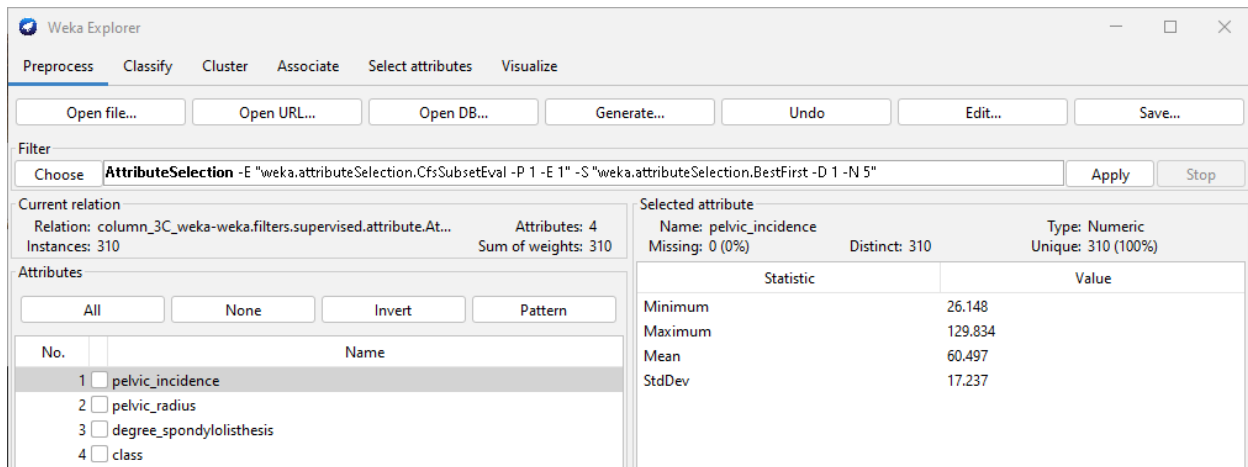 Weka Explorer
Preprocess Classify Cluster Associate Select attributes Visualize
Open file... Open URL... Open DB... Generate... Undo Edit... Save...
Filter
Choose AttributeSelection -E "weka.attributeSelection.CfsSubsetEval -P 1 -E 1" -S "weka.attributeSelection.BestFirst -D 1 -N 5" Apply Stop
Current relation
Relation: column_3C_weka-weka.filters.supervised.attribute.At... Attributes: 4
Instances: 310 Sum of weights: 310
Attributes
All None Invert Pattern
No. Name
1 pelvic_incidence
2 pelvic_radius
3 degree_spondylolisthesis
4 class
Selected attribute
Name: pelvic_incidence Type: Numeric
Missing: 0 (0%) Distinct: 310 Unique: 310 (100%)
Statistic Value
Minimum 26.148
Maximum 129.834
Mean 60.497
StdDev 17.237